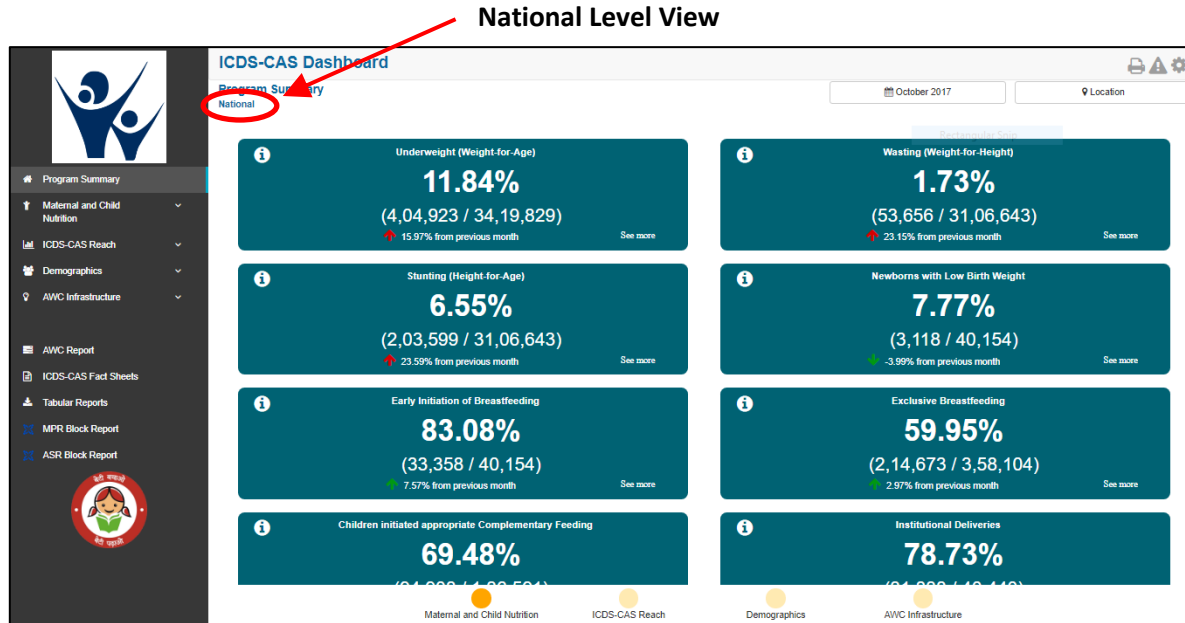 National Level View
ICDS-CAS Dashboard
Program Summary
National
October 2017
Location
Rectangular Snip
Program Summary
Maternal and Child
Nutrition
ICDS-CAS Reach
Demographics
AWC Infrastructure
AWC Report
ICDS-CAS Fact Sheets
Tabular Reports
MPR Block Report
ASR Block Report
बेटी बचाओ
बेटी पढ़ाओ
Underweight (Weight-for-Age)
11.84%
(4,04,923 / 34,19,829)
15.97% from previous month
See more
Wasting (Weight-for-Height)
1.73%
(53,656 / 31,06,643)
23.15% from previous month
See more
Stunting (Height-for-Age)
6.55%
(2,03,599 / 31,06,643)
23.59% from previous month
See more
Newborns with Low Birth Weight
7.77%
(3,118 / 40,154)
-3.99% from previous month
See more
Early Initiation of Breastfeeding
83.08%
(33,358 / 40,154)
7.57% from previous month
See more
Exclusive Breastfeeding
59.95%
(2,14,673 / 3,58,104)
2.97% from previous month
See more
Children initiated appropriate Complementary Feeding
69.48%
Institutional Deliveries
78.73%
Maternal and Child Nutrition
ICDS-CAS Reach
Demographics
AWC Infrastructure